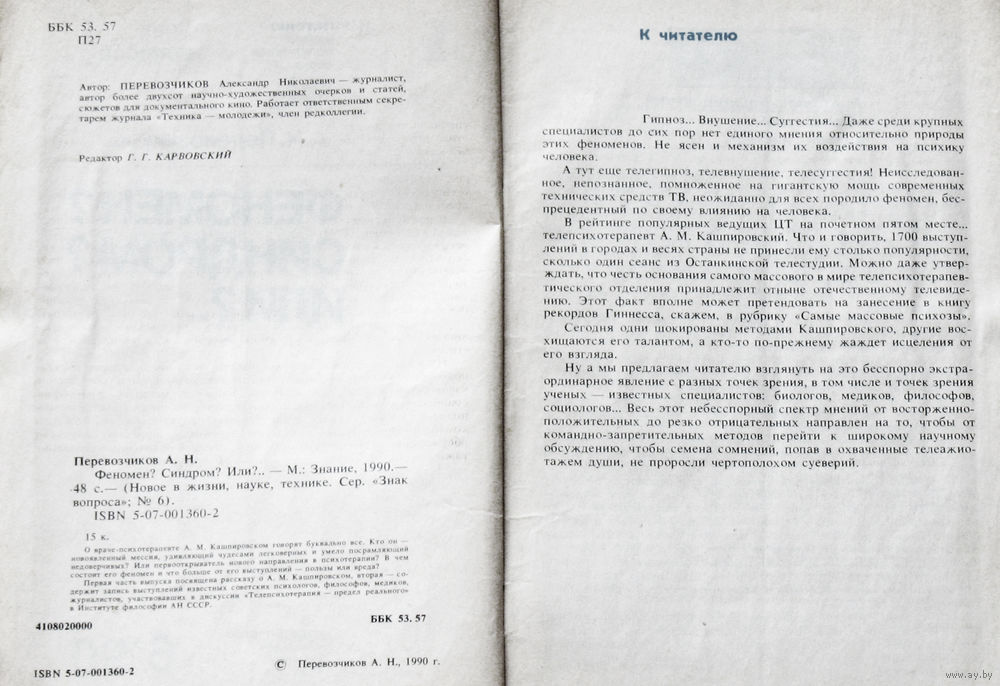 ББК 53. 57
П27
Автор: ПЕРЕВОЗЧИКОВ Александр Николаевич — журналист,
автор более двухсот научно-художественных очерков и статей,
сюжетов для документального кино. Работает ответственным секре-
тарем журнала «Техника — молодежи», член редколлегии.
Редактор Г. Г. КАРВОВСКИЙ
Перевозчиков А. Н.
Феномен? Синдром? Или?.. — М.: Знание, 1990.—
48 с.— (Новое в жизни, науке, технике. Сер. «Знак
вопроса»; № 6).
ISBN 5-07-001360-2
15 к.
О враче-психотерапевте А. М. Кашпировском говорят буквально все. Кто он —
новоявленный мессия, удивляющий чудесами легковерных и умело посрамляющий
недоверчивых? Или первооткрыватель нового направления в психотерапии? В чем
состоит его феномен и что больше от его выступлений — пользы или вреда?
Первая часть выпуска посвящена рассказу о А. М. Кашпировском, вторая — со-
держит запись выступлений известных советских психологов, философов, медиков,
журналистов, участвовавших в дискуссии «Телепсихотерапия — предел реального»
в Институте философии АН СССР.
4108020000
ББК 53. 57
ISBN 5-07-001360-2
© Перевозчиков А. Н., 1990 г.
К читателю
Гипноз... Внушение... Суггестия... Даже среди крупных
специалистов до сих пор нет единого мнения относительно природы
этих феноменов. Не ясен и механизм их воздействия на психику
человека.
А тут еще телегипноз, телевнушение, телесуггестия! Неисследован-
ное, непознанное, помноженное на гигантскую мощь современных
технических средств ТВ, неожиданно для всех породило феномен, бес-
прецедентный по своему влиянию на человека.
В рейтинге популярных ведущих ЦТ на почетном пятом месте...
телепсихотерапевт А. М. Кашпировский. Что и говорить, 1700 выступ-
лений в городах и весях страны не принесли ему столько популярности,
сколько один сеанс из Останкинской телестудии. Можно даже утвер-
ждать, что честь основания самого массового в мире телепсихотерапев-
тического отделения принадлежит отныне отечественному телевиде-
нию. Этот факт вполне может претендовать на занесение в книгу
рекордов Гиннесса, скажем, в рубрику «Самые массовые психозы».
Сегодня одни шокированы методами Кашпировского, другие вос-
хищаются его талантом, а кто-то по-прежнему жаждет исцеления от
его взгляда.
Ну а мы предлагаем читателю взглянуть на это бесспорно экстра-
ординарное явление с разных точек зрения, в том числе и точек зрения
ученых — известных специалистов: биологов, медиков, философов,
социологов... Весь этот небесспорный спектр мнений от восторженно-
положительных до резко отрицательных направлен на то, чтобы от
командно-запретительных методов перейти к широкому научному
обсуждению, чтобы семена сомнений, попав в охваченные телеажио-
тажем души, не проросли чертополохом суеверий.
www.ay.by